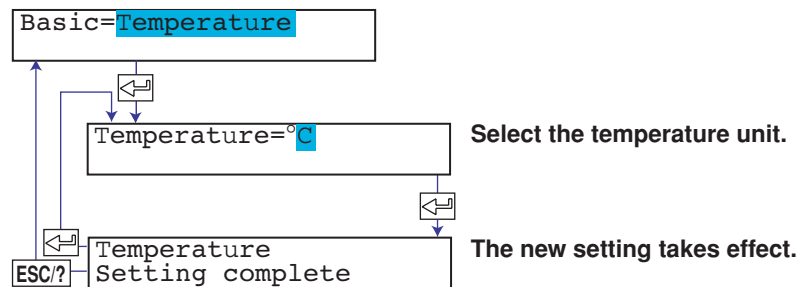 Basic=Temperature
Temperature=°C
Select the temperature unit.
Temperature
Setting complete
The new setting takes effect.
ESC/?